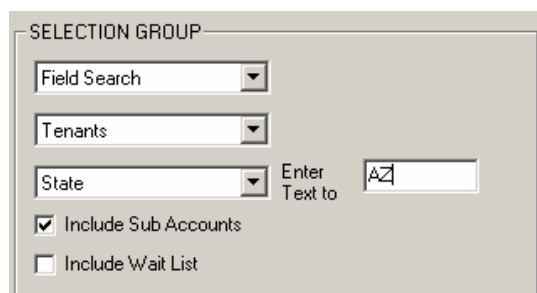 SELECTION GROUP
Field Search
Tenants
State
Enter
Text to
AZ
Include Sub Accounts
Include Wait List